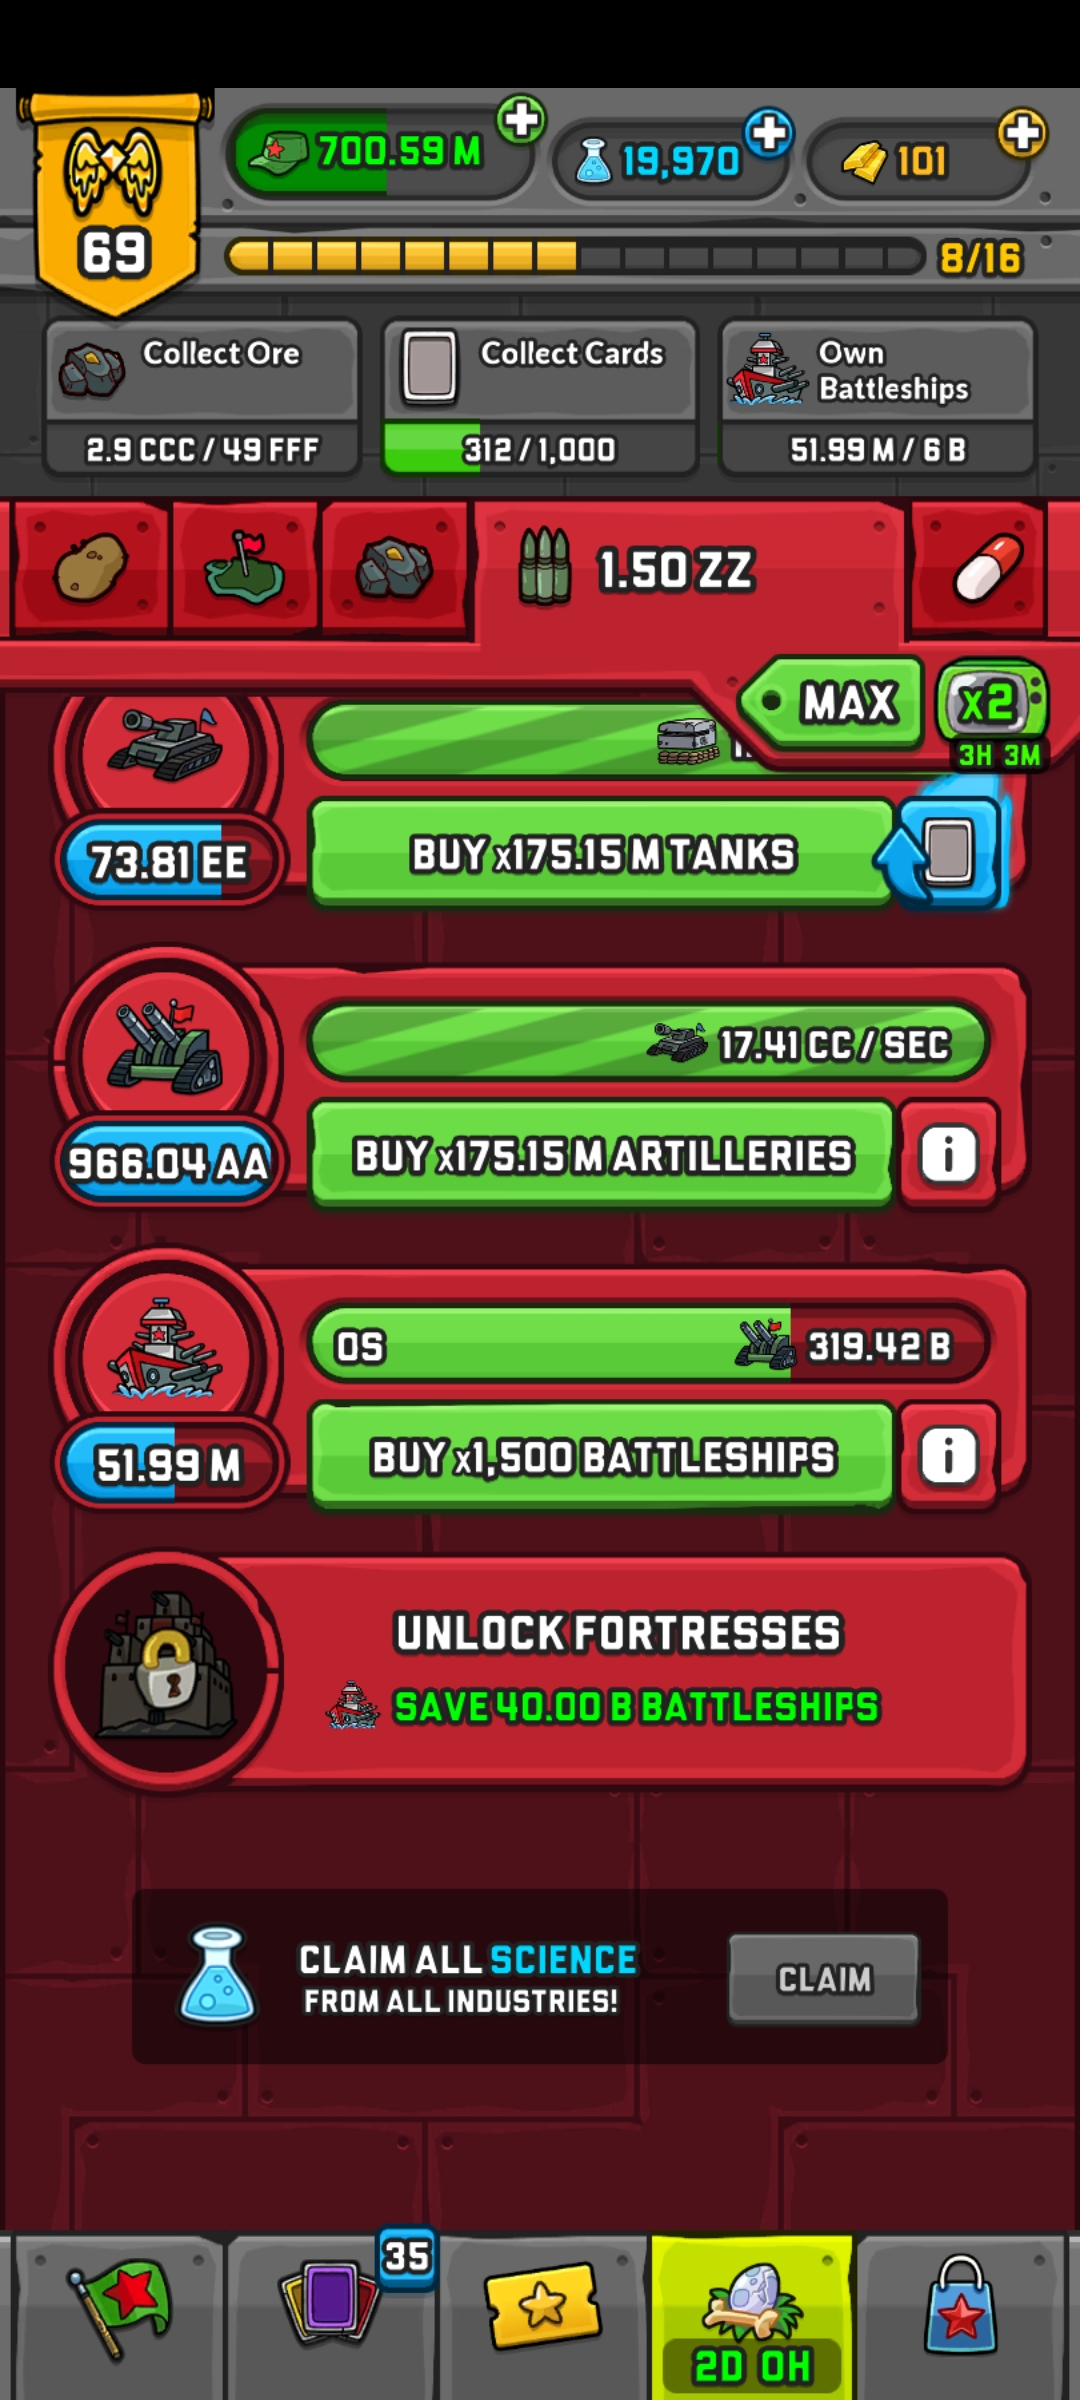 700.59 M
19,970
101
69
8/16
Collect Ore
2.9 CCC / 49 FFF
Collect Cards
312 / 1,000
Own
Battleships
51.99 M / 6 B
1.50 ZZ
MAX
x2
3H 3M
73.81 EE
BUY x175.15 M TANKS
17.41 CC / SEC
966.04 AA
BUY x175.15 M ARTILLERIES
0S
319.42 B
51.99 M
BUY x1,500 BATTLESHIPS
UNLOCK FORTRESSES
SAVE 40.00 B BATTLESHIPS
CLAIM ALL SCIENCE
FROM ALL INDUSTRIES!
CLAIM
35
2D 0H